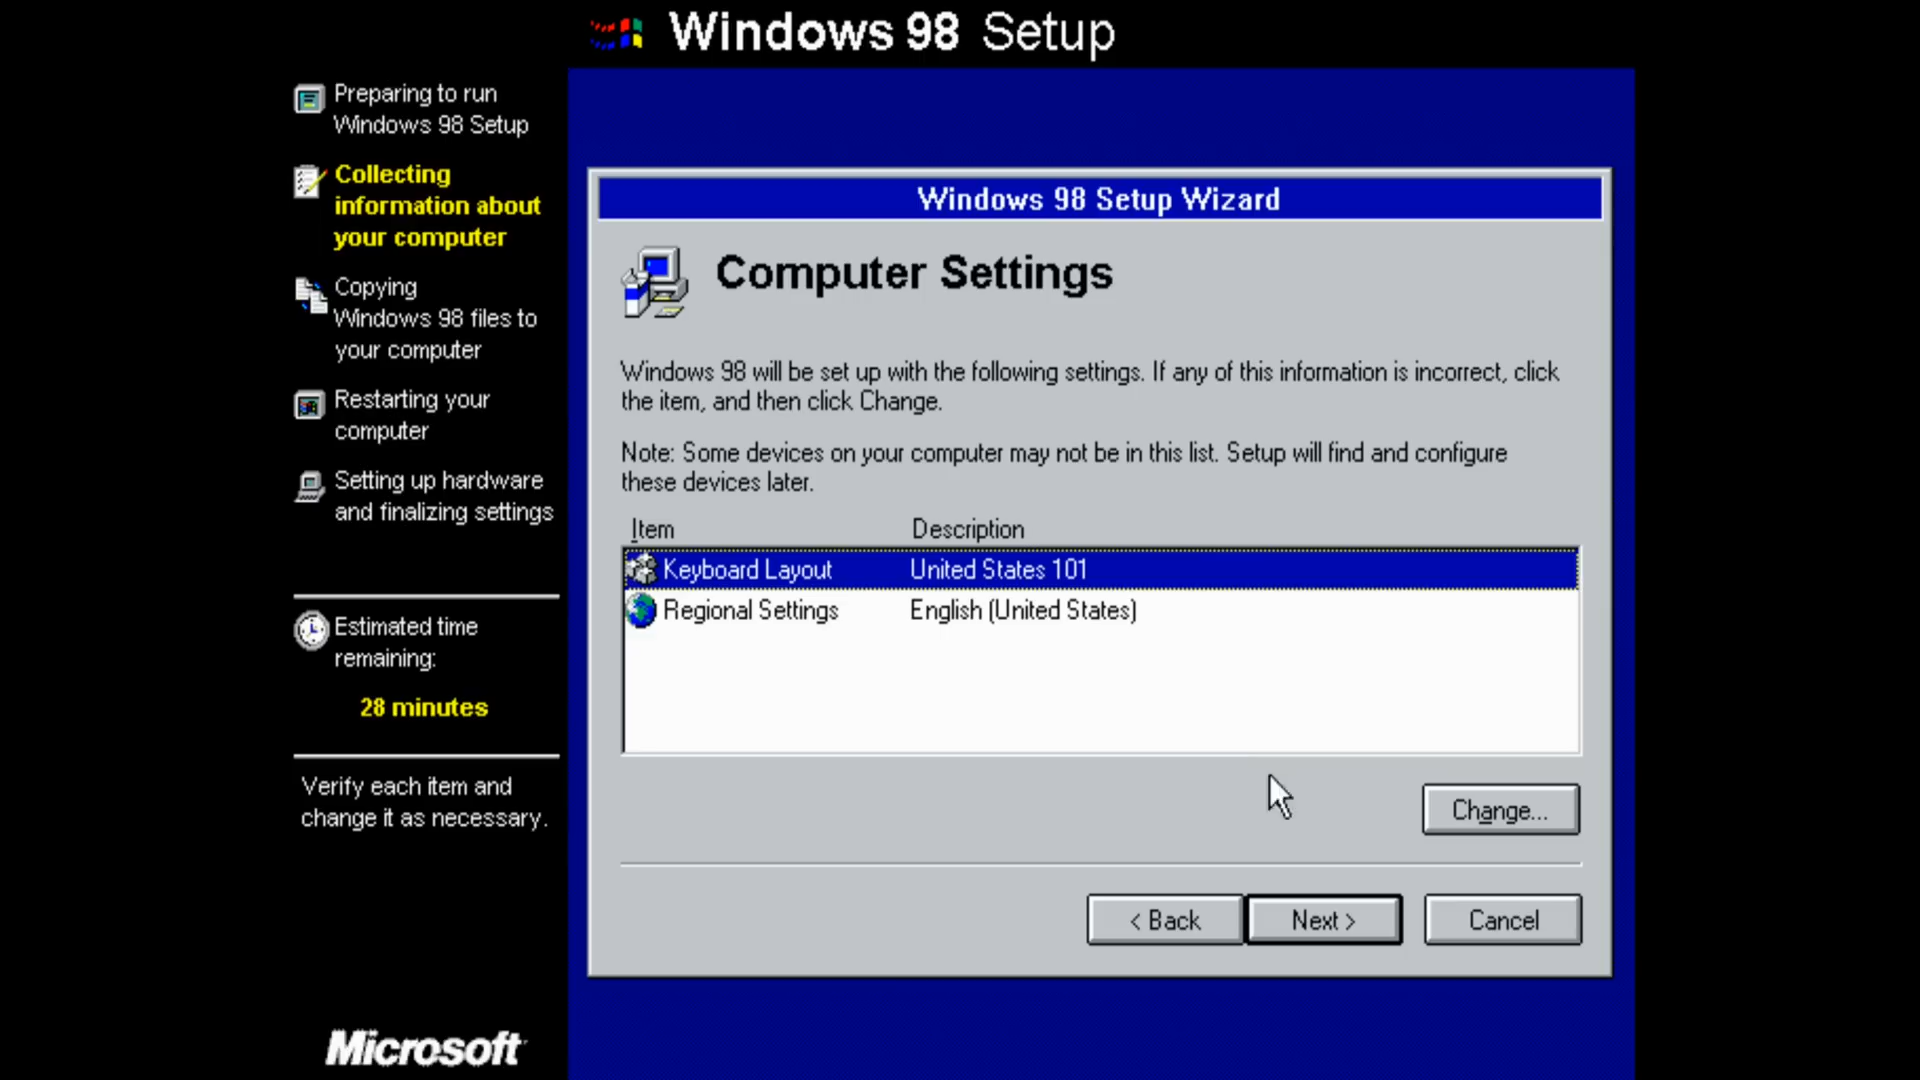 Windows 98 Setup
Preparing to run
Windows 98 Setup
Collecting
information about
your computer
Copying
Windows 98 files to
your computer
Restarting your
computer
Setting up hardware
and finalizing settings
Estimated time
remaining:
28 minutes
Verify each item and
change it as necessary.
Microsoft
Windows 98 Setup Wizard
Computer Settings
Windows 98 will be set up with the following settings. If any of this information is incorrect, click
the item, and then click Change.
Note: Some devices on your computer may not be in this list. Setup will find and configure
these devices later.
Item Description
Keyboard Layout United States 101
Regional Settings English (United States)
Change...
< Back Next > Cancel